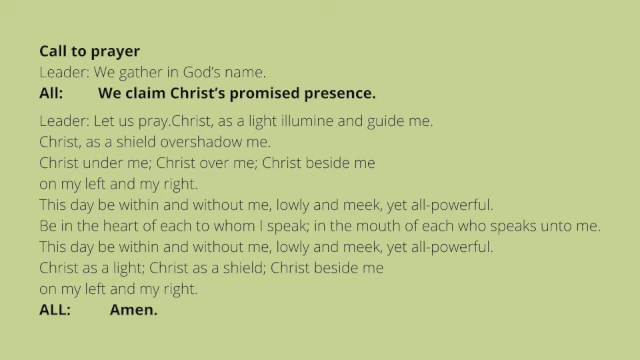 Call to prayer
Leader: We gather in God's name.
All: We claim Christ's promised presence.
Leader: Let us pray.Christ, as a light illumine and guide me.
Christ, as a shield overshadow me.
Christ under me; Christ over me; Christ beside me
on my left and my right.
This day be within and without me, lowly and meek, yet all-powerful.
Be in the heart of each to whom I speak; in the mouth of each who speaks unto me.
This day be within and without me, lowly and meek, yet all-powerful.
Christ as a light; Christ as a shield; Christ beside me
on my left and my right.
ALL: Amen.